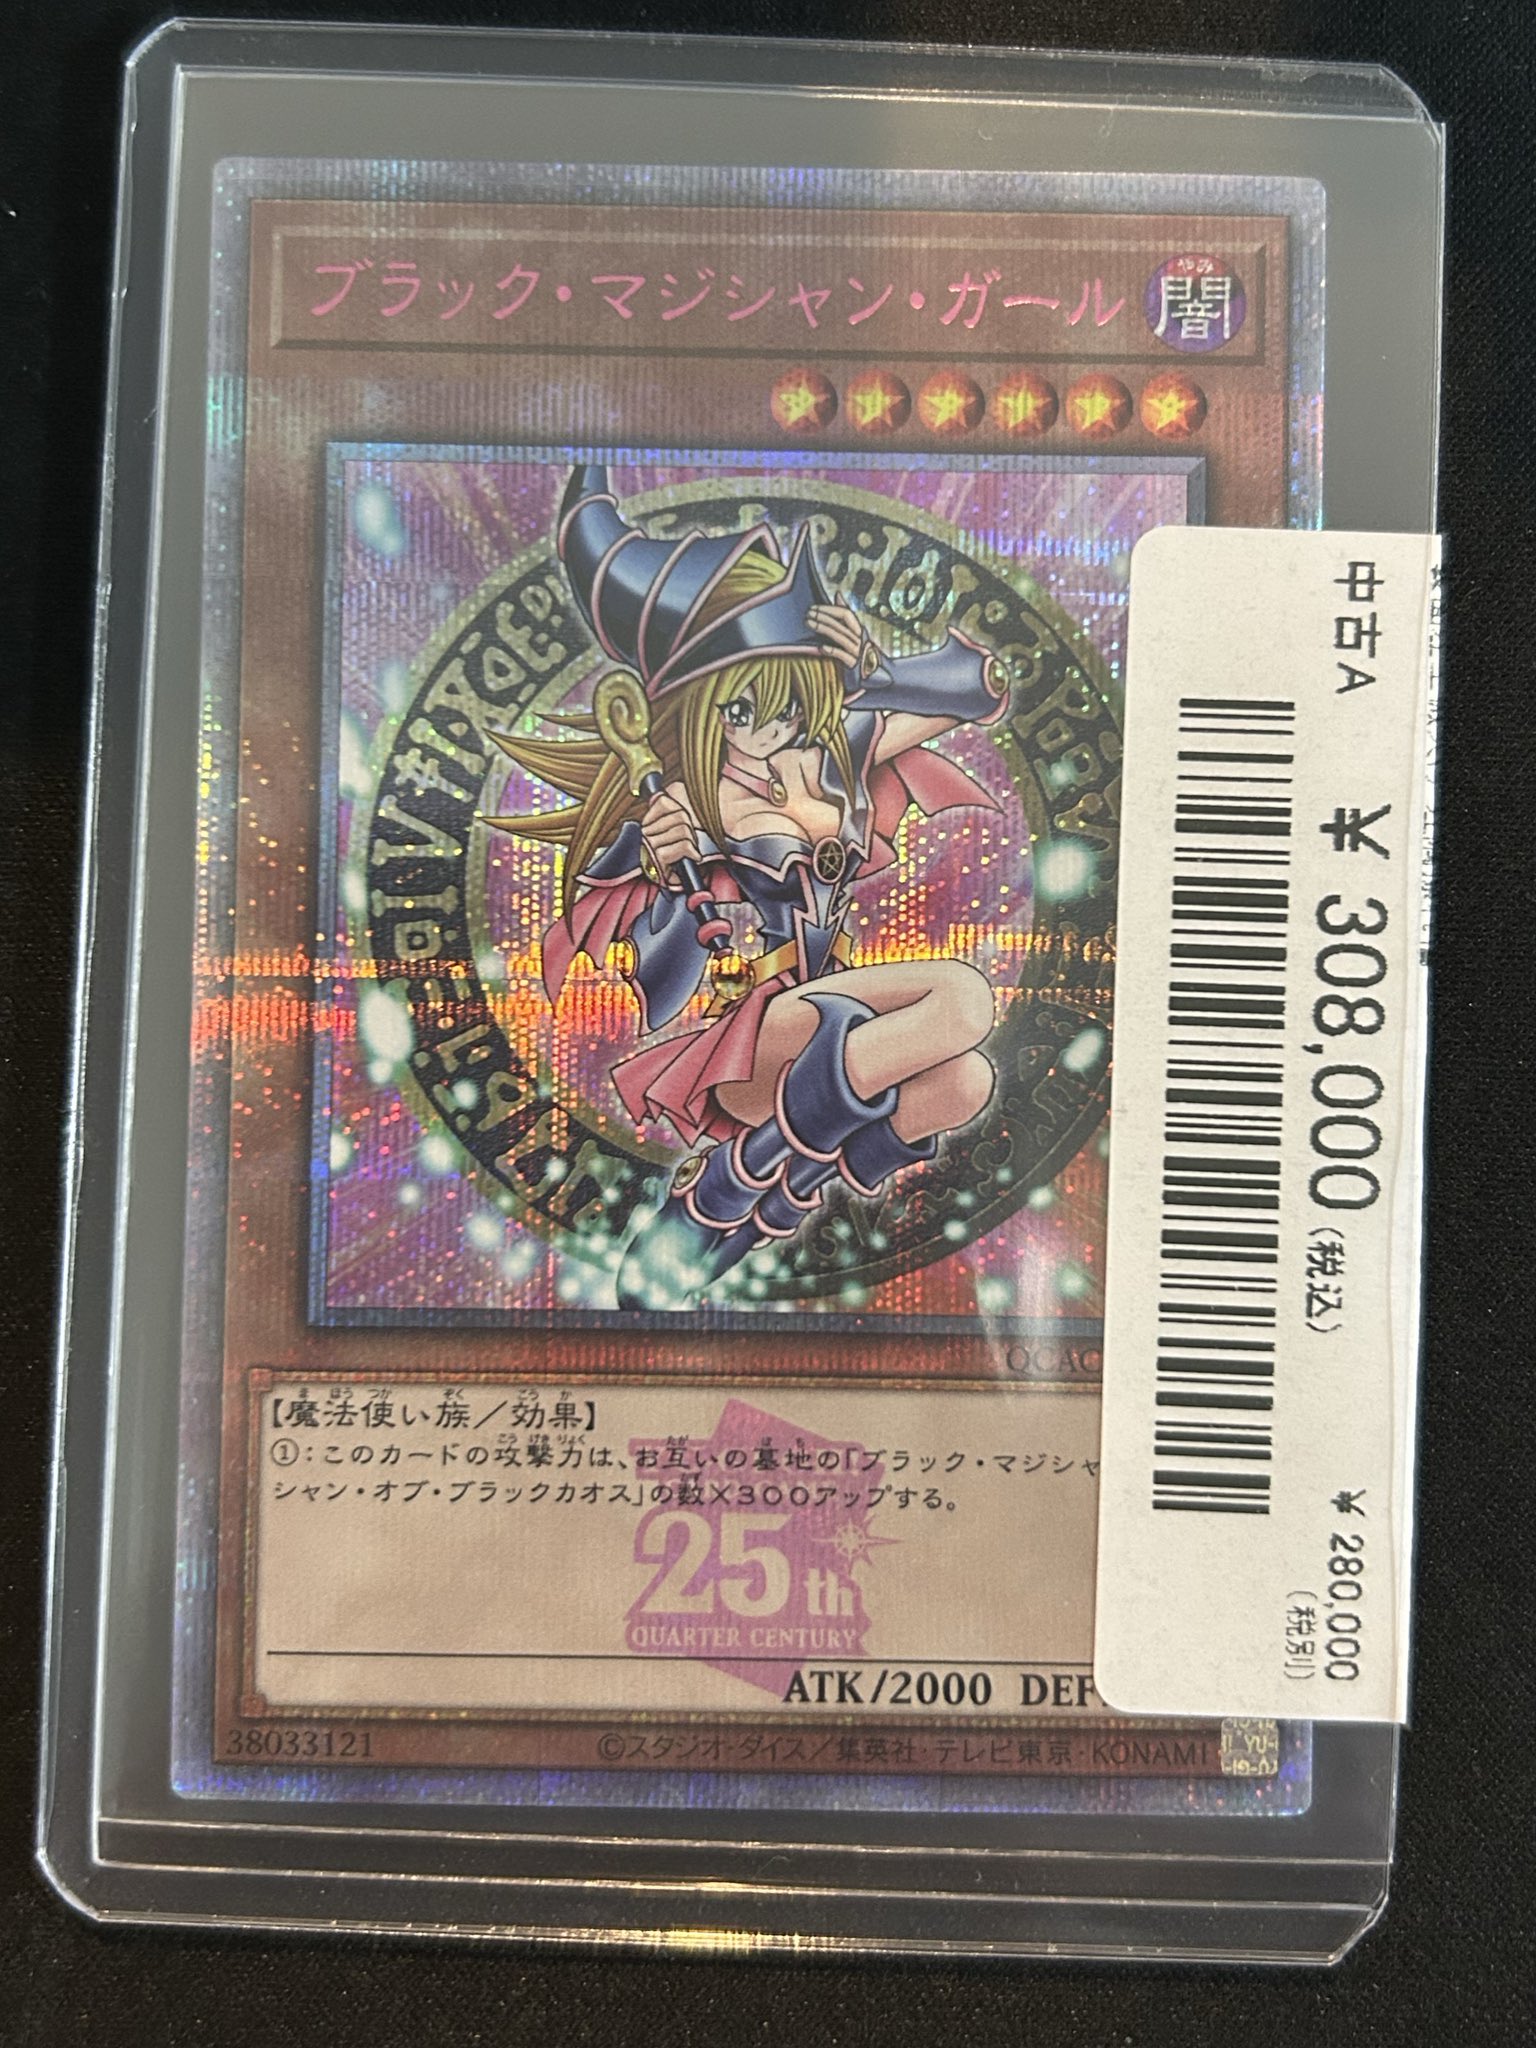 ブラック・マジシャン・ガール
やみ
闇
QCAC
【魔法使い族／効果】
①：このカードの攻撃力は、お互いの墓地の「ブラック・マジシャ
シャン・オブ・ブラックカオス」の数×３００アップする。
25th
QUARTER CENTURY
ATK/2000 DEF
38033121
©スタジオ・ダイス／集英社・テレビ東京・KONAMI
中古A
¥ 308,000(税込)
¥ 280,000
(税別)